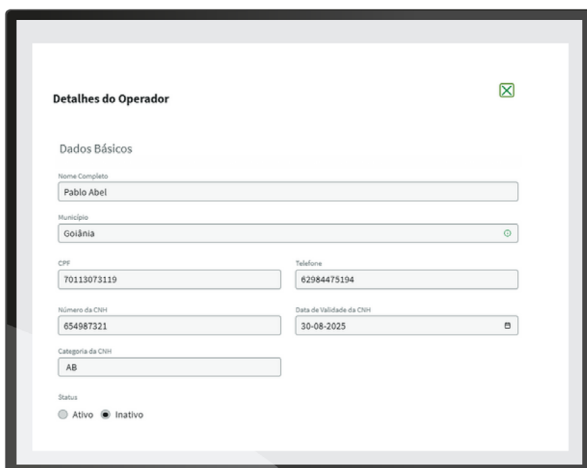 Detalhes do Operador
Dados Básicos
Nome Completo
Pablo Abel
Município
Goiânia
CPF
Telefone
70113073119
62984475194
Número da CNH
Data de Validade da CNH
654987321
30-08-2025
Categoria da CNH
AB
Status
Ativo Inativo